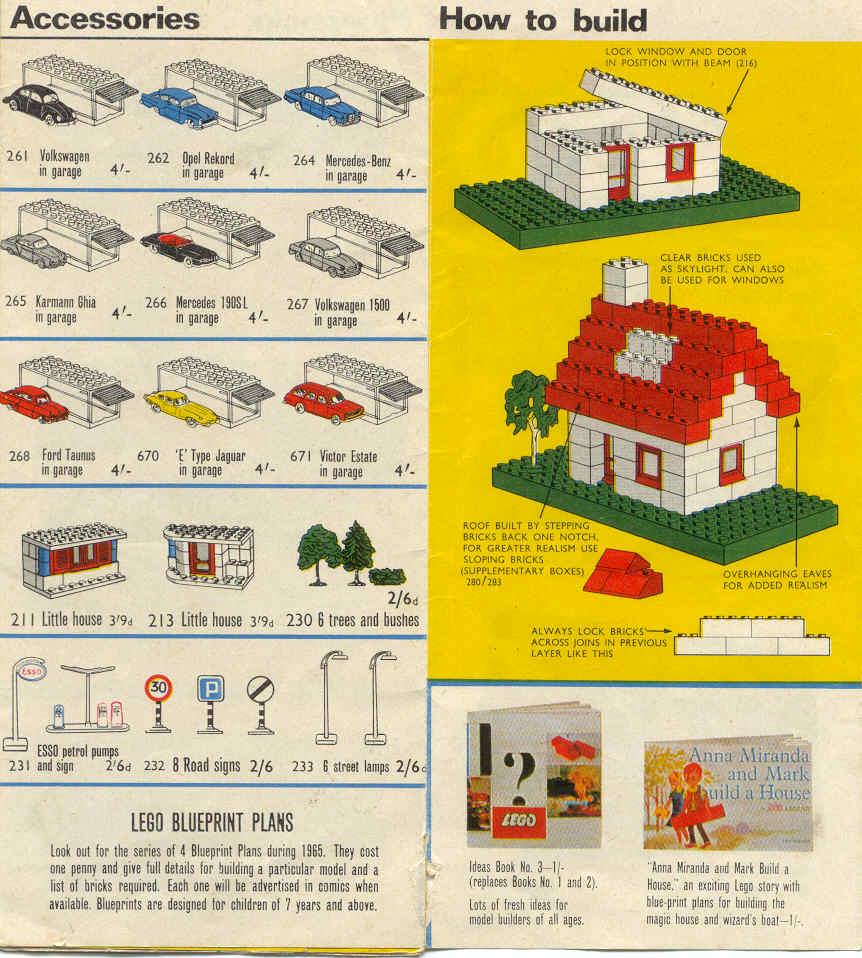 Accessories
261 Volkswagen
in garage 4/-
262 Opel Rekord
in garage 4/-
264 Mercedes-Benz
in garage 4/-
265 Karmann Ghia
in garage 4/-
266 Mercedes 190SL
in garage 4/-
267 Volkswagen 1500
in garage 4/-
268 Ford Taunus
in garage 4/-
670 'E' Type Jaguar
in garage 4/-
671 Victor Estate
in garage 4/-
211 Little house 3/9d
213 Little house 3/9d
2/6d
230 6 trees and bushes
Esso
30
P
ESSO petrol pumps
231 and sign 2/6d
232 8 Road signs 2/6
233 6 street lamps 2/6d
LEGO BLUEPRINT PLANS
Look out for the series of 4 Blueprint Plans during 1965. They cost
one penny and give full details for building a particular model and a
list of bricks required. Each one will be advertised in comics when
available. Blueprints are designed for children of 7 years and above.
How to build
LOCK WINDOW AND DOOR
IN POSITION WITH BEAM (216)
CLEAR BRICKS USED
AS SKYLIGHT, CAN ALSO
BE USED FOR WINDOWS
ROOF BUILT BY STEPPING
BRICKS BACK ONE NOTCH,
FOR GREATER REALISM USE
SLOPING BRICKS
(SUPPLEMENTARY BOXES)
280/283
OVERHANGING EAVES
FOR ADDED REALISM
ALWAYS LOCK BRICKS
ACROSS JOINS IN PREVIOUS
LAYER LIKE THIS
?
LEGO
Ideas Book No. 3—1/-
(replaces Books No. 1 and 2).
Lots of fresh ideas for
model builders of all ages.
Anna Miranda
and Mark
build a House
"Anna Miranda and Mark Build a
House," an exciting Lego story with
blue-print plans for building the
magic house and wizard's boat—1/-.